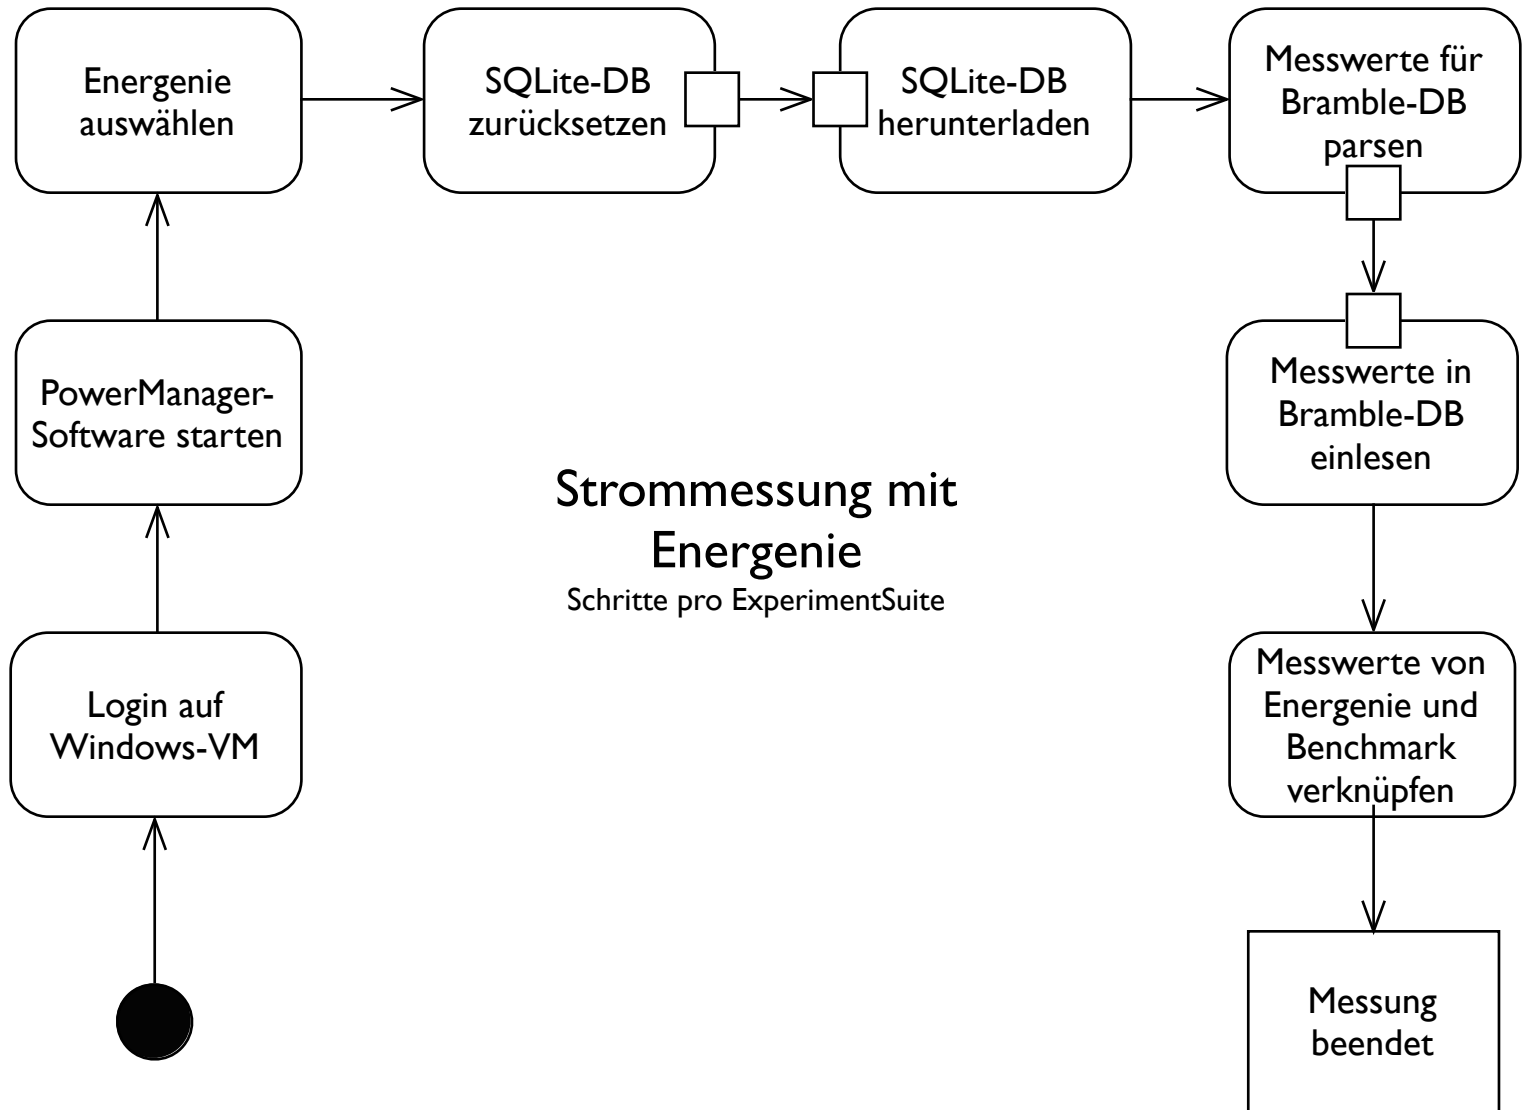 Energenie
auswählen
SQLite-DB
zurücksetzen
SQLite-DB
herunterladen
Messwerte für
Bramble-DB
parsen
PowerManager-
Software starten
Messwerte in
Bramble-DB
einlesen
Strommessung mit
Energenie
Schritte pro ExperimentSuite
Login auf
Windows-VM
Messwerte von
Energenie und
Benchmark
verknüpfen
Messung
beendet